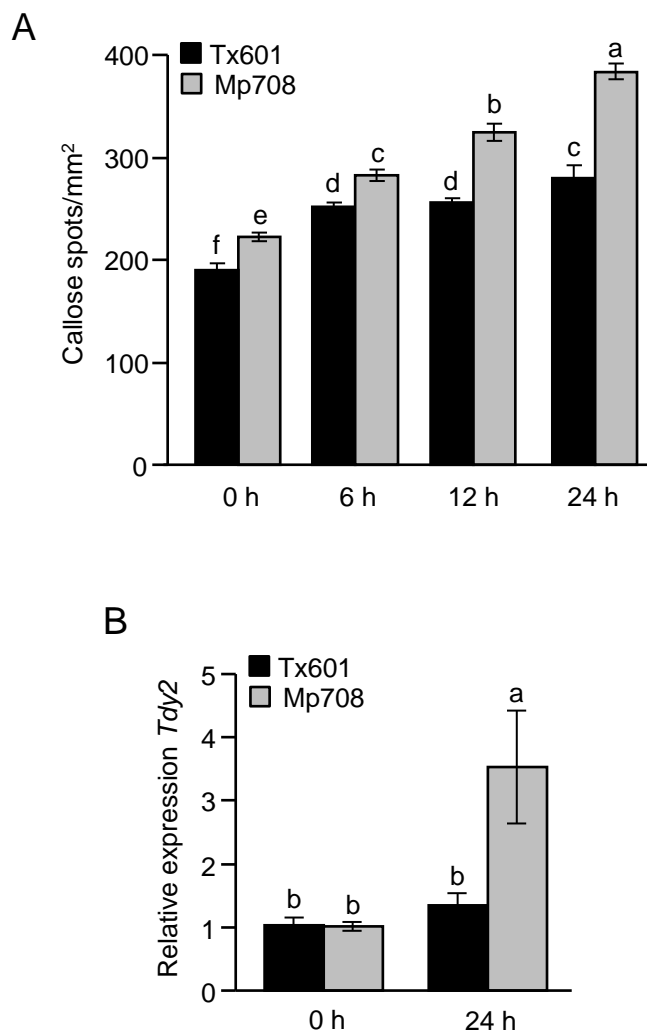 A
Tx601
Mp708
Callose spots/mm²
400
300
200
100
0
f
e
d
c
d
b
c
a
0 h
6 h
12 h
24 h
B
Tx601
Mp708
Relative expression Tdy2
5
4
3
2
1
0
b
b
b
a
0 h
24 h